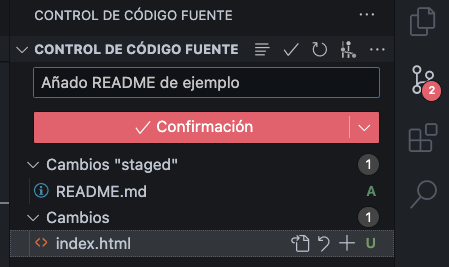 CONTROL DE CÓDIGO FUENTE
CONTROL DE CÓDIGO FUENTE
Añado README de ejemplo
Confirmación
Cambios "staged" 1
README.md A
Cambios 1
index.html U
2